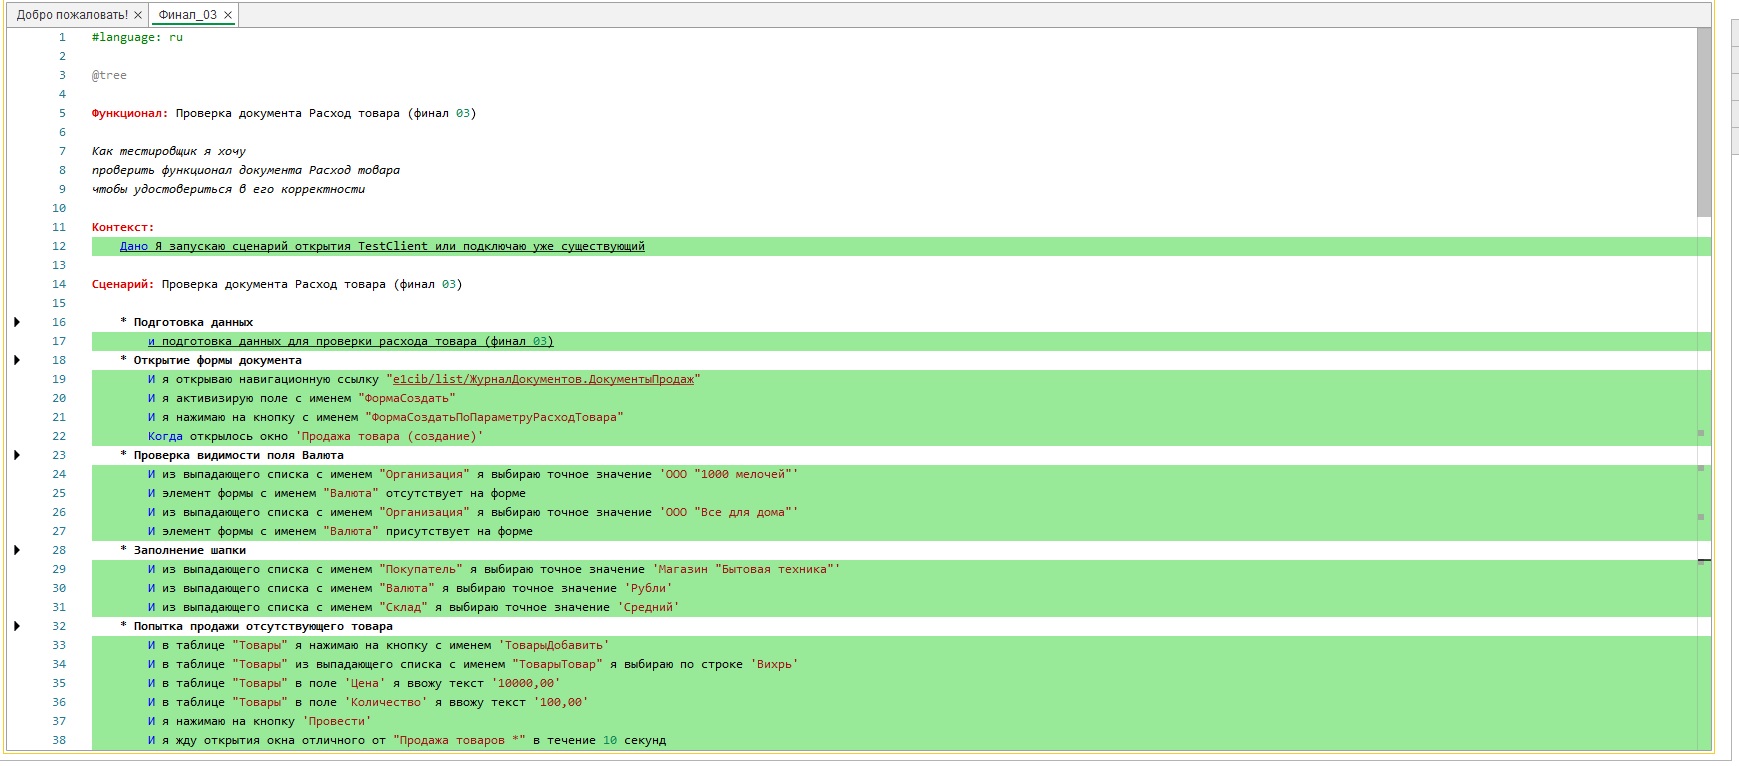 Добро пожаловать! × Финал_03 ×
1 #language: ru
2
3 @tree
4
5 Функционал: Проверка документа Расход товара (финал 03)
6
7 Как тестировщик я хочу
8 проверить функционал документа Расход товара
9 чтобы удостовериться в его корректности
10
11 Контекст:
12 Дано Я запускаю сценарий открытия TestClient или подключаю уже существующий
13
14 Сценарий: Проверка документа Расход товара (финал 03)
15
16 * Подготовка данных
17 и подготовка данных для проверки расхода товара (финал 03)
18 * Открытие формы документа
19 И я открываю навигационную ссылку "e1cib/list/ЖурналДокументов.ДокументыПродаж"
20 И я активизирую поле с именем "ФормаСоздать"
21 И я нажимаю на кнопку с именем "ФормаСоздатьПоПараметруРасходТовара"
22 Когда открылось окно 'Продажа товара (создание)'
23 * Проверка видимости поля Валюта
24 И из выпадающего списка с именем "Организация" я выбираю точное значение 'ООО "1000 мелочей"'
25 И элемент формы с именем "Валюта" отсутствует на форме
26 И из выпадающего списка с именем "Организация" я выбираю точное значение 'ООО "Все для дома"'
27 И элемент формы с именем "Валюта" присутствует на форме
28 * Заполнение шапки
29 И из выпадающего списка с именем "Покупатель" я выбираю точное значение 'Магазин "Бытовая техника"'
30 И из выпадающего списка с именем "Валюта" я выбираю точное значение 'Рубли'
31 И из выпадающего списка с именем "Склад" я выбираю точное значение 'Средний'
32 * Попытка продажи отсутствующего товара
33 И в таблице "Товары" я нажимаю на кнопку с именем 'ТоварыДобавить'
34 И в таблице "Товары" из выпадающего списка с именем "ТоварыТовар" я выбираю по строке 'Вихрь'
35 И в таблице "Товары" в поле 'Цена' я ввожу текст '10000,00'
36 И в таблице "Товары" в поле 'Количество' я ввожу текст '100,00'
37 И я нажимаю на кнопку 'Провести'
38 И я жду открытия окна отличного от "Продажа товаров *" в течение 10 секунд